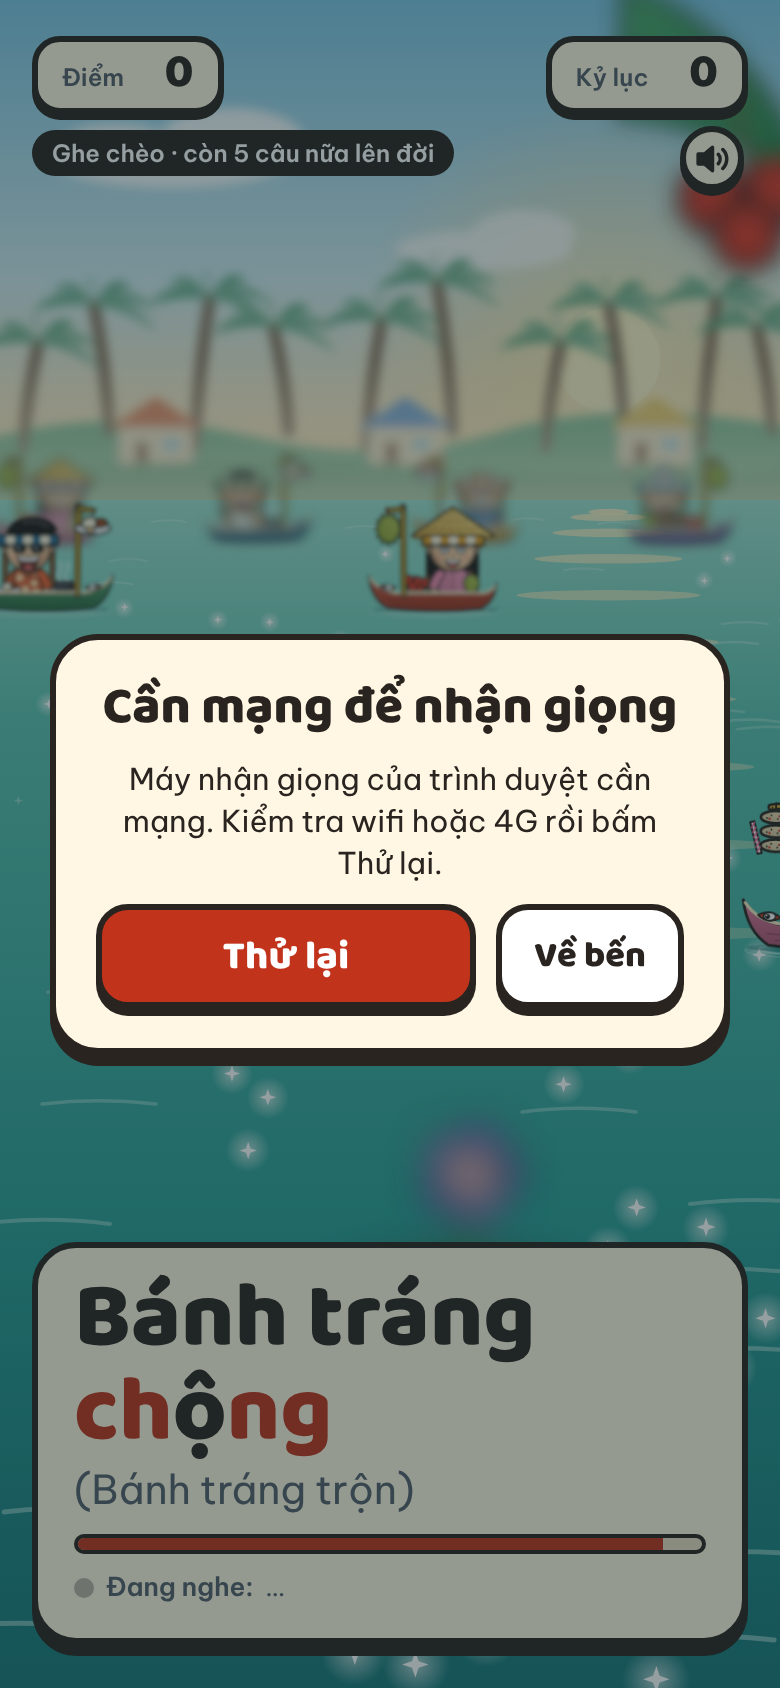 Điểm 0
Kỷ lục 0
Ghe chèo · còn 5 câu nữa lên đời
Cần mạng để nhận giọng
Máy nhận giọng của trình duyệt cần
mạng. Kiểm tra wifi hoặc 4G rồi bấm
Thử lại.
Thử lại
Về bến
Bánh tráng
chộng
(Bánh tráng trộn)
Đang nghe: ...